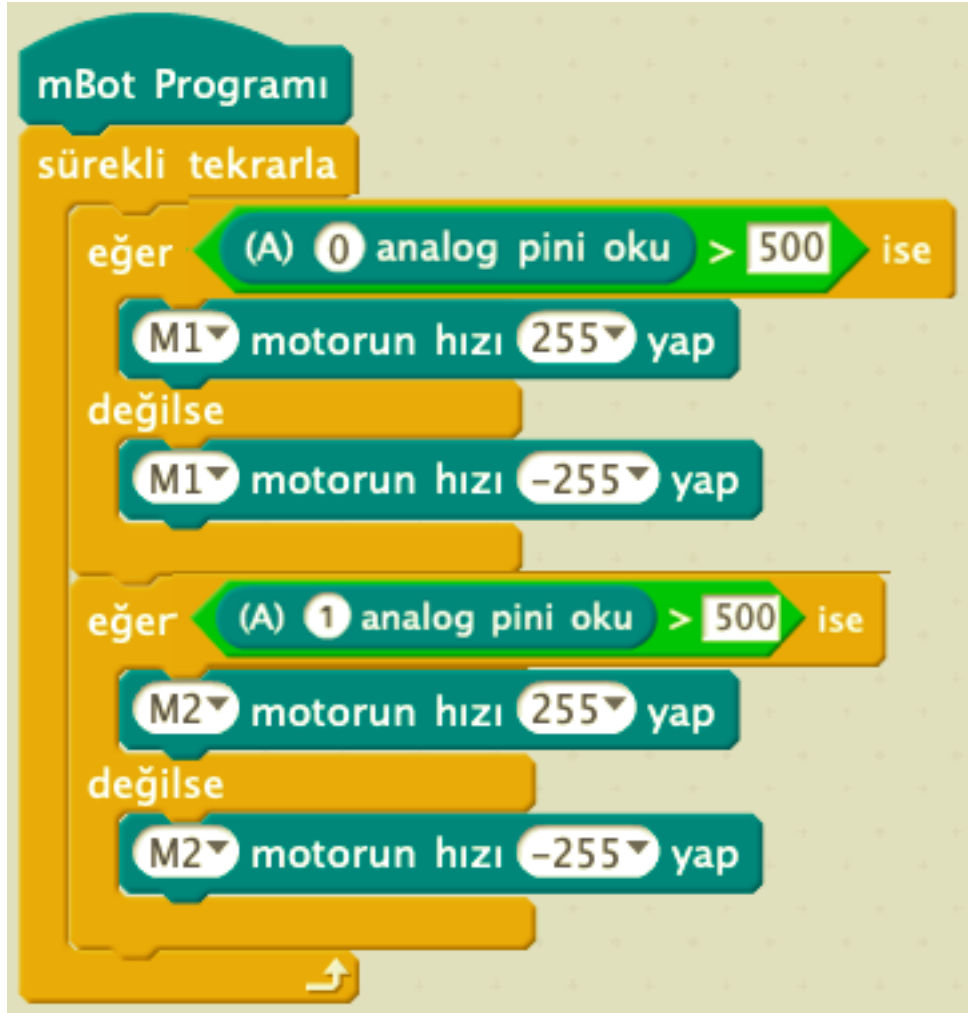 mBot Programı
sürekli tekrarla
eğer (A) 0 analog pini oku > 500 ise
M1 motorun hızı 255 yap
değilse
M1 motorun hızı -255 yap
eğer (A) 1 analog pini oku > 500 ise
M2 motorun hızı 255 yap
değilse
M2 motorun hızı -255 yap